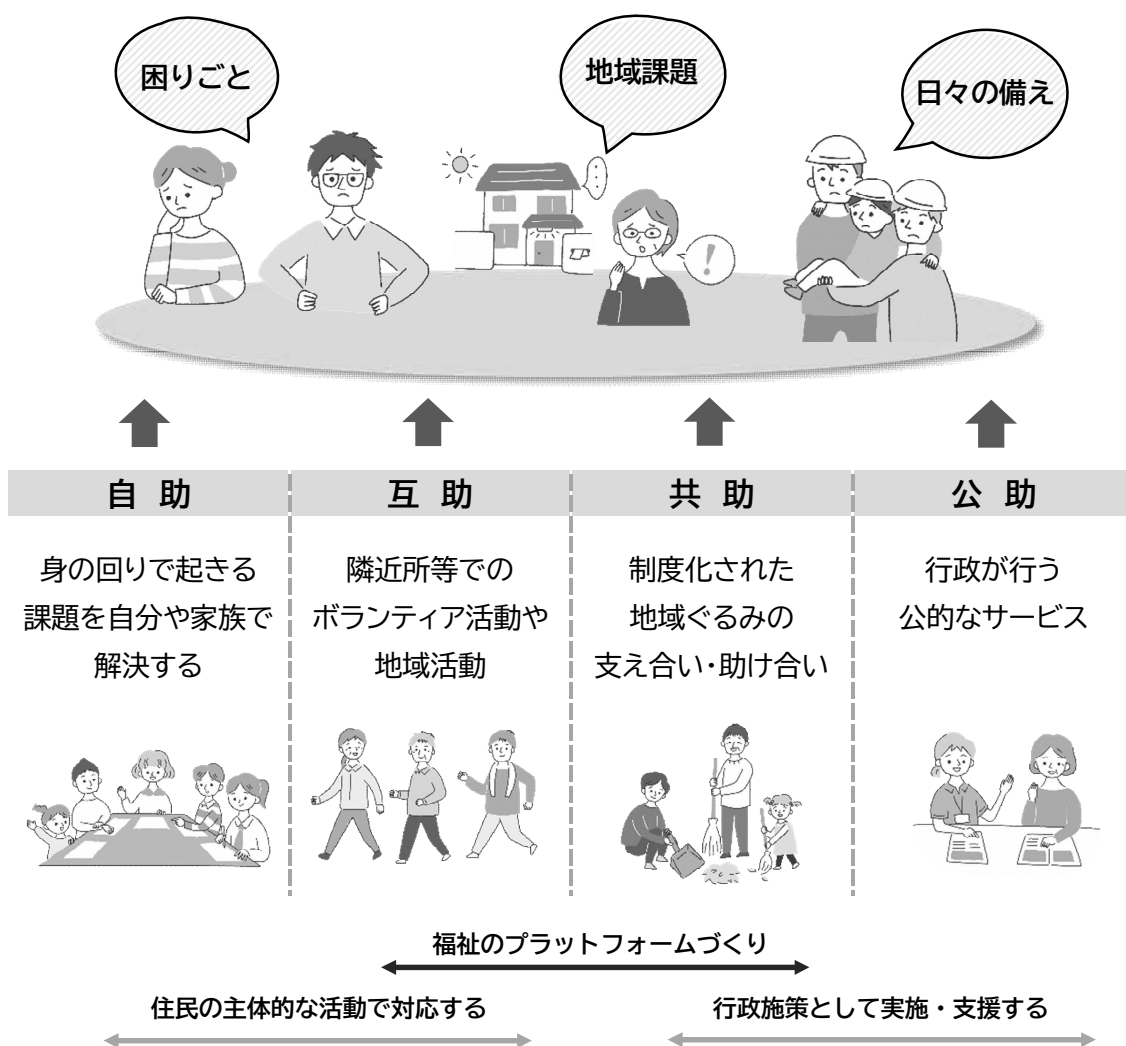 困りごと
地域課題
日々の備え
!
自助
互助
共助
公助
身の回りで起きる
課題を自分や家族で
解決する
隣近所等での
ボランティア活動や
地域活動
制度化された
地域ぐるみの
支え合い・助け合い
行政が行う
公的なサービス
福祉のプラットフォームづくり
住民の主体的な活動で対応する
行政施策として実施・支援する